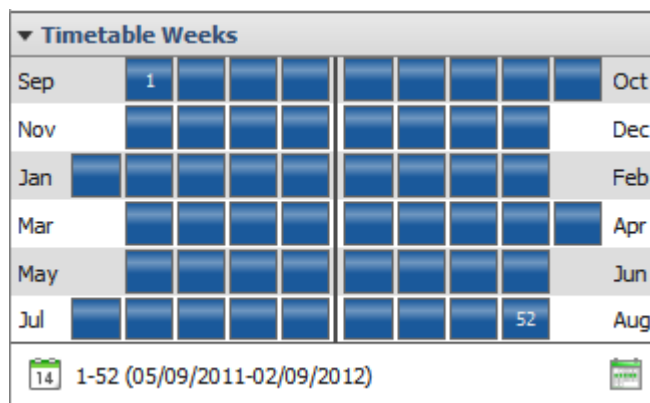 Timetable Weeks
Sep 1 Oct
Nov Dec
Jan Feb
Mar Apr
May Jun
Jul 52 Aug
14 1-52 (05/09/2011-02/09/2012)